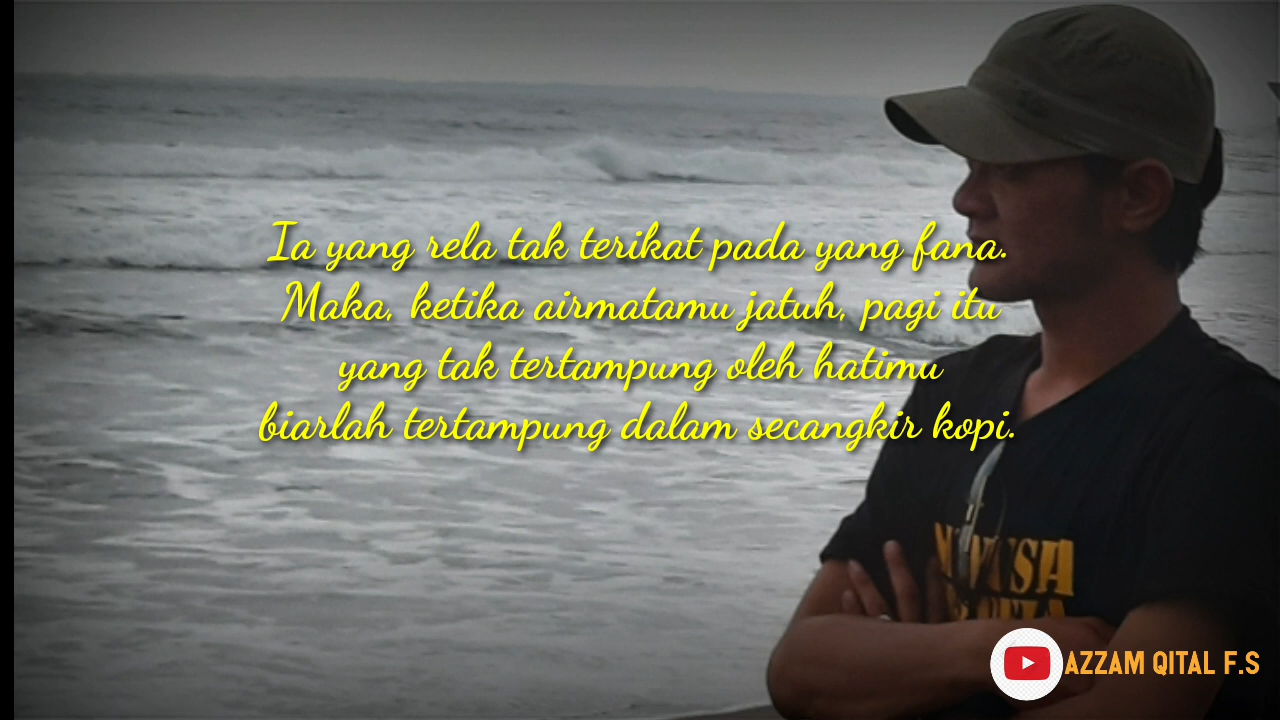 Ia yang rela tak terikat pada yang fana.
Maka, ketika airmatamu jatuh, pagi itu
yang tak tertampung oleh hatimu
biarlah tertampung dalam secangkir kopi.
AZZAM QITAL F.S